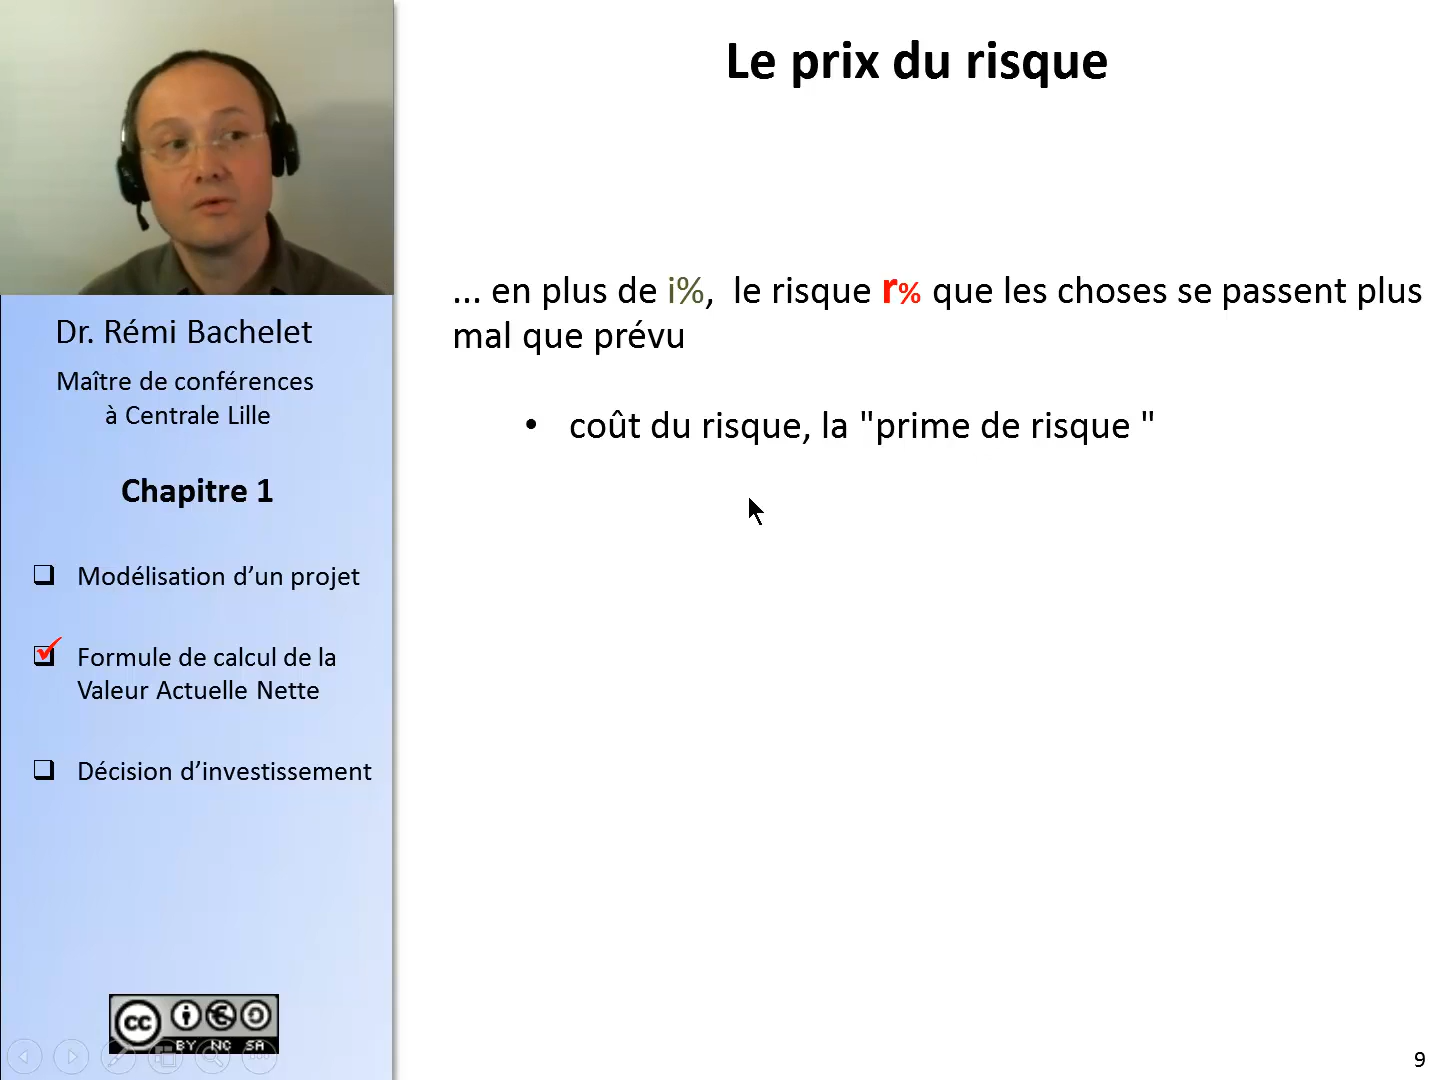 Le prix du risque
... en plus de i%, le risque r% que les choses se passent plus
mal que prévu
• coût du risque, la "prime de risque "
Dr. Rémi Bachelet
Maître de conférences
à Centrale Lille
Chapitre 1
Modélisation d’un projet
Formule de calcul de la
Valeur Actuelle Nette
Décision d’investissement
cc
BY NC SA
9